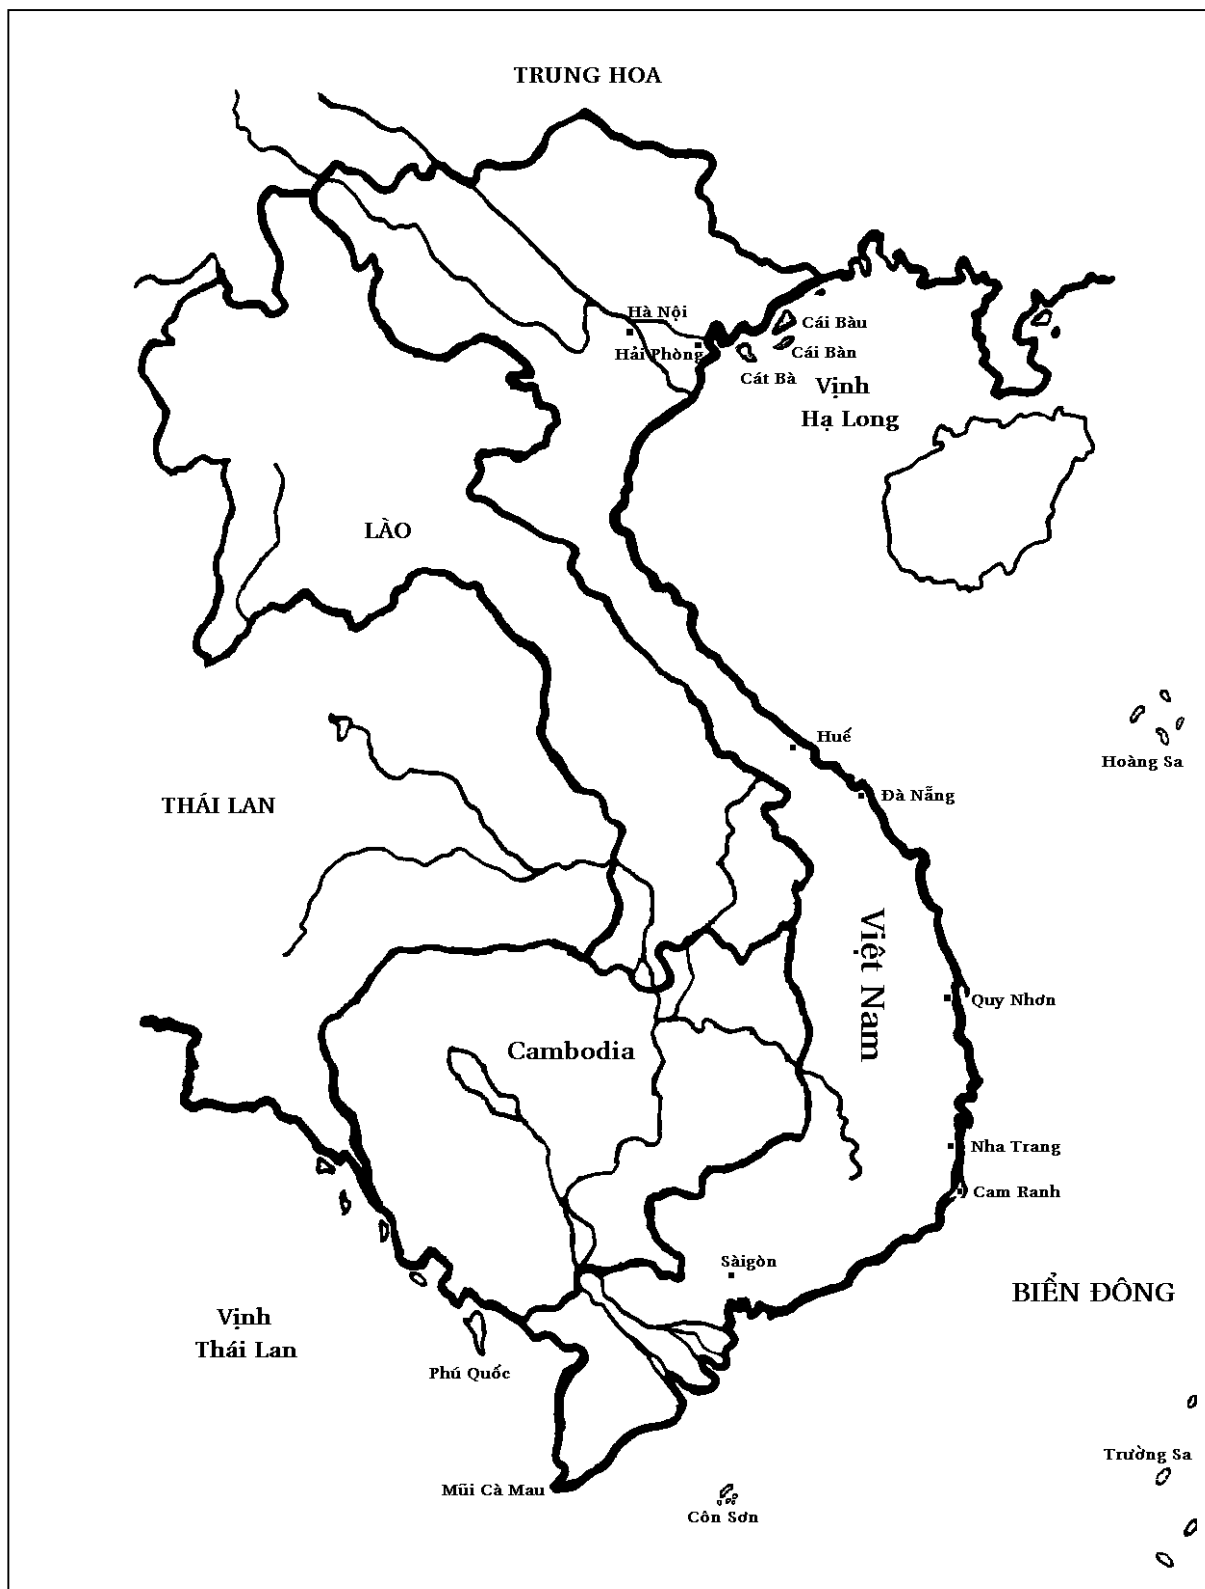 TRUNG HOA
Hà Nội
Cái Bàu
Hải Phòng
Cái Bàn
Cát Bà
Vịnh
Hạ Long
LÀO
Huế
Hoàng Sa
THÁI LAN
Đà Nẵng
Việt Nam
Quy Nhơn
Cambodia
Nha Trang
Cam Ranh
Sàigòn
BIỂN ĐÔNG
Vịnh
Thái Lan
Phú Quốc
Trường Sa
Mũi Cà Mau
Côn Sơn